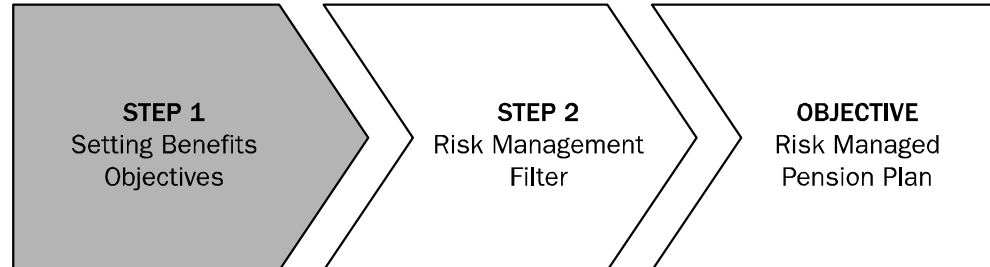 STEP 1
Setting Benefits
Objectives
STEP 2
Risk Management
Filter
OBJECTIVE
Risk Managed
Pension Plan